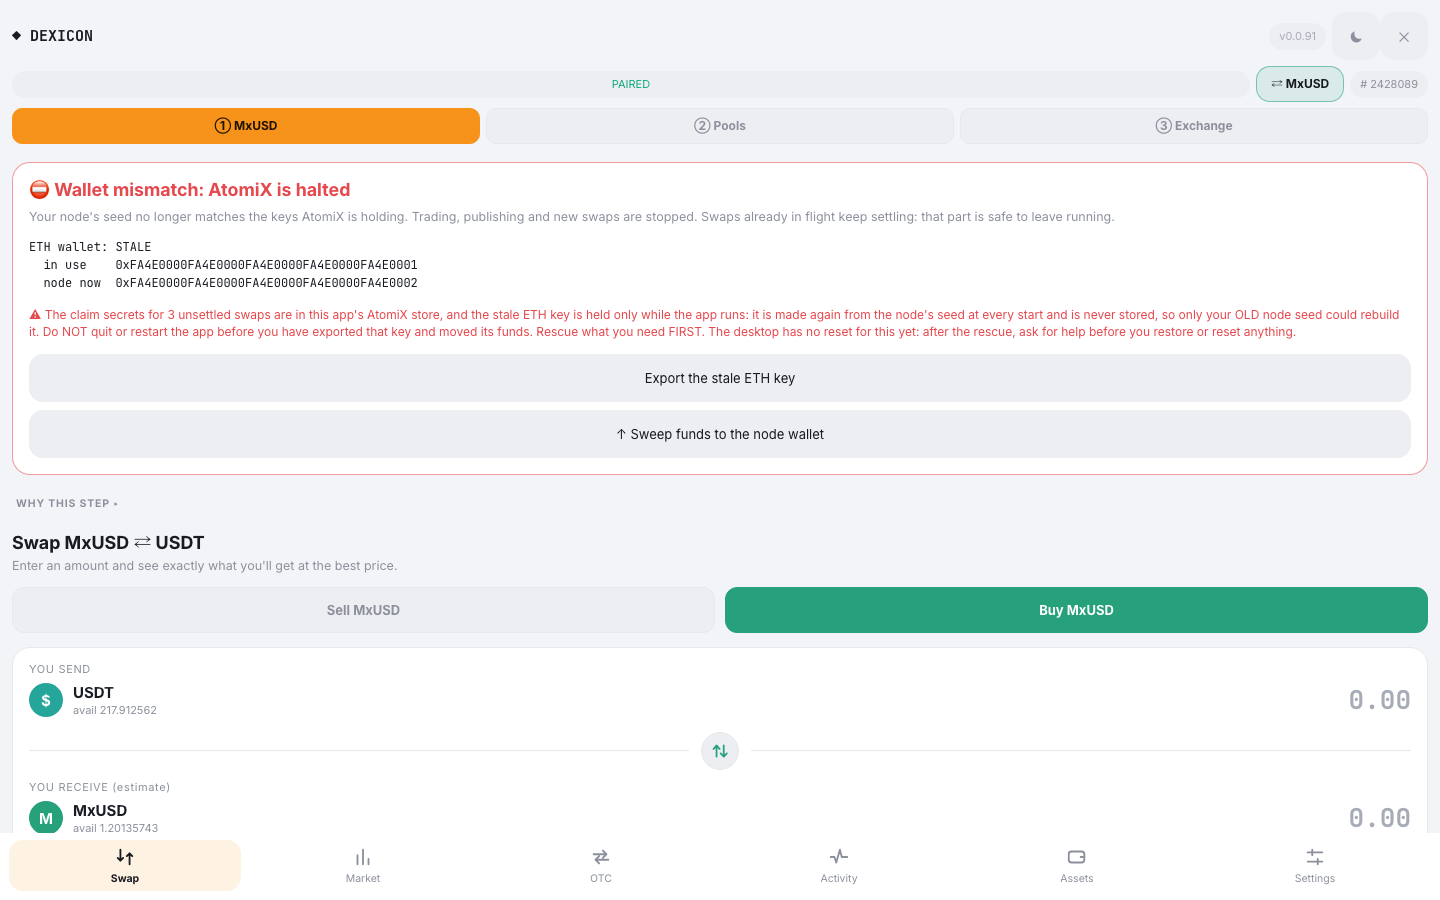 ◆ DEXICON
v0.0.91
PAIRED
⇄ MxUSD
# 2428089
① MxUSD
② Pools
③ Exchange
⛔ Wallet mismatch: AtomiX is halted
Your node's seed no longer matches the keys AtomiX is holding. Trading, publishing and new swaps are stopped. Swaps already in flight keep settling: that part is safe to leave running.
ETH wallet: STALE
in use 0xFA4E0000FA4E0000FA4E0000FA4E0000FA4E0001
node now 0xFA4E0000FA4E0000FA4E0000FA4E0000FA4E0002
⚠ The claim secrets for 3 unsettled swaps are in this app's AtomiX store, and the stale ETH key is held only while the app runs: it is made again from the node's seed at every start and is never stored, so only your OLD node seed could rebuild
it. Do NOT quit or restart the app before you have exported that key and moved its funds. Rescue what you need FIRST. The desktop has no reset for this yet: after the rescue, ask for help before you restore or reset anything.
Export the stale ETH key
↑ Sweep funds to the node wallet
WHY THIS STEP ▸
Swap MxUSD ⇄ USDT
Enter an amount and see exactly what you'll get at the best price.
Sell MxUSD
Buy MxUSD
YOU SEND
$
USDT
avail 217.912562
0.00
YOU RECEIVE (estimate)
M
MxUSD
avail 1.20135743
0.00
Swap
Market
OTC
Activity
Assets
Settings